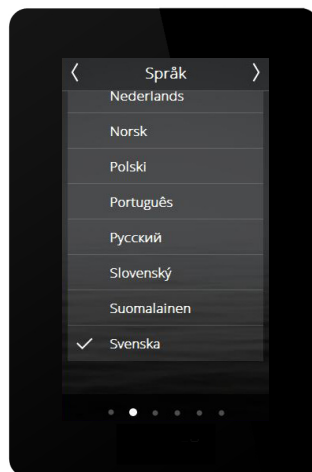 Språk
Nederlands
Norsk
Polski
Português
Русский
Slovenský
Suomalainen
Svenska